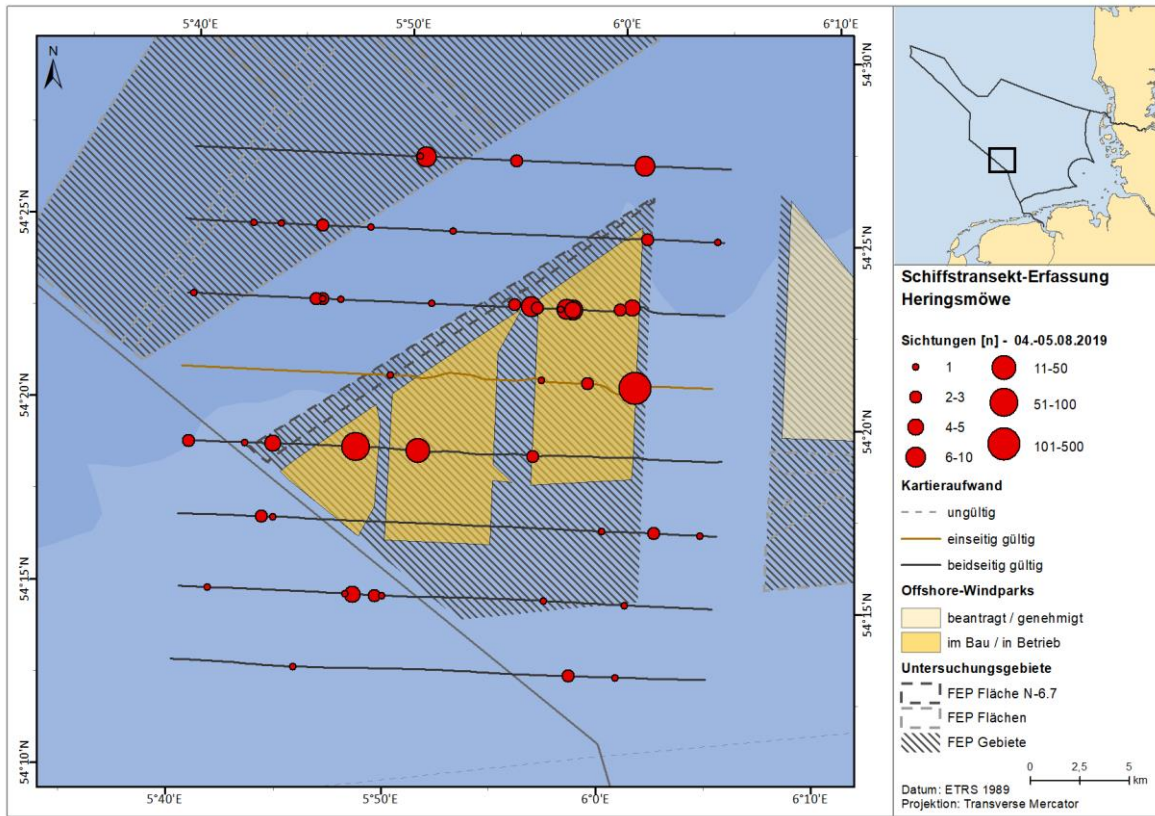 5°40'E 5°50'E 6°0'E 6°10'E
N
54°30'N
54°25'N
54°25'N
54°20'N
54°20'N
54°15'N
54°15'N
54°10'N
5°40'E 5°50'E 6°0'E 6°10'E
Schiffstransekt-Erfassung
Heringsmöwe
Sichtungen [n] - 04.-05.08.2019
1 11-50
2-3 51-100
4-5 101-500
6-10
Kartieraufwand
ungültig
einseitig gültig
beidseitig gültig
Offshore-Windparks
beantragt / genehmigt
im Bau / in Betrieb
Untersuchungsgebiete
FEP Fläche N-6.7
FEP Flächen
FEP Gebiete
0 2,5 5
km
Datum: ETRS 1989
Projektion: Transverse Mercator